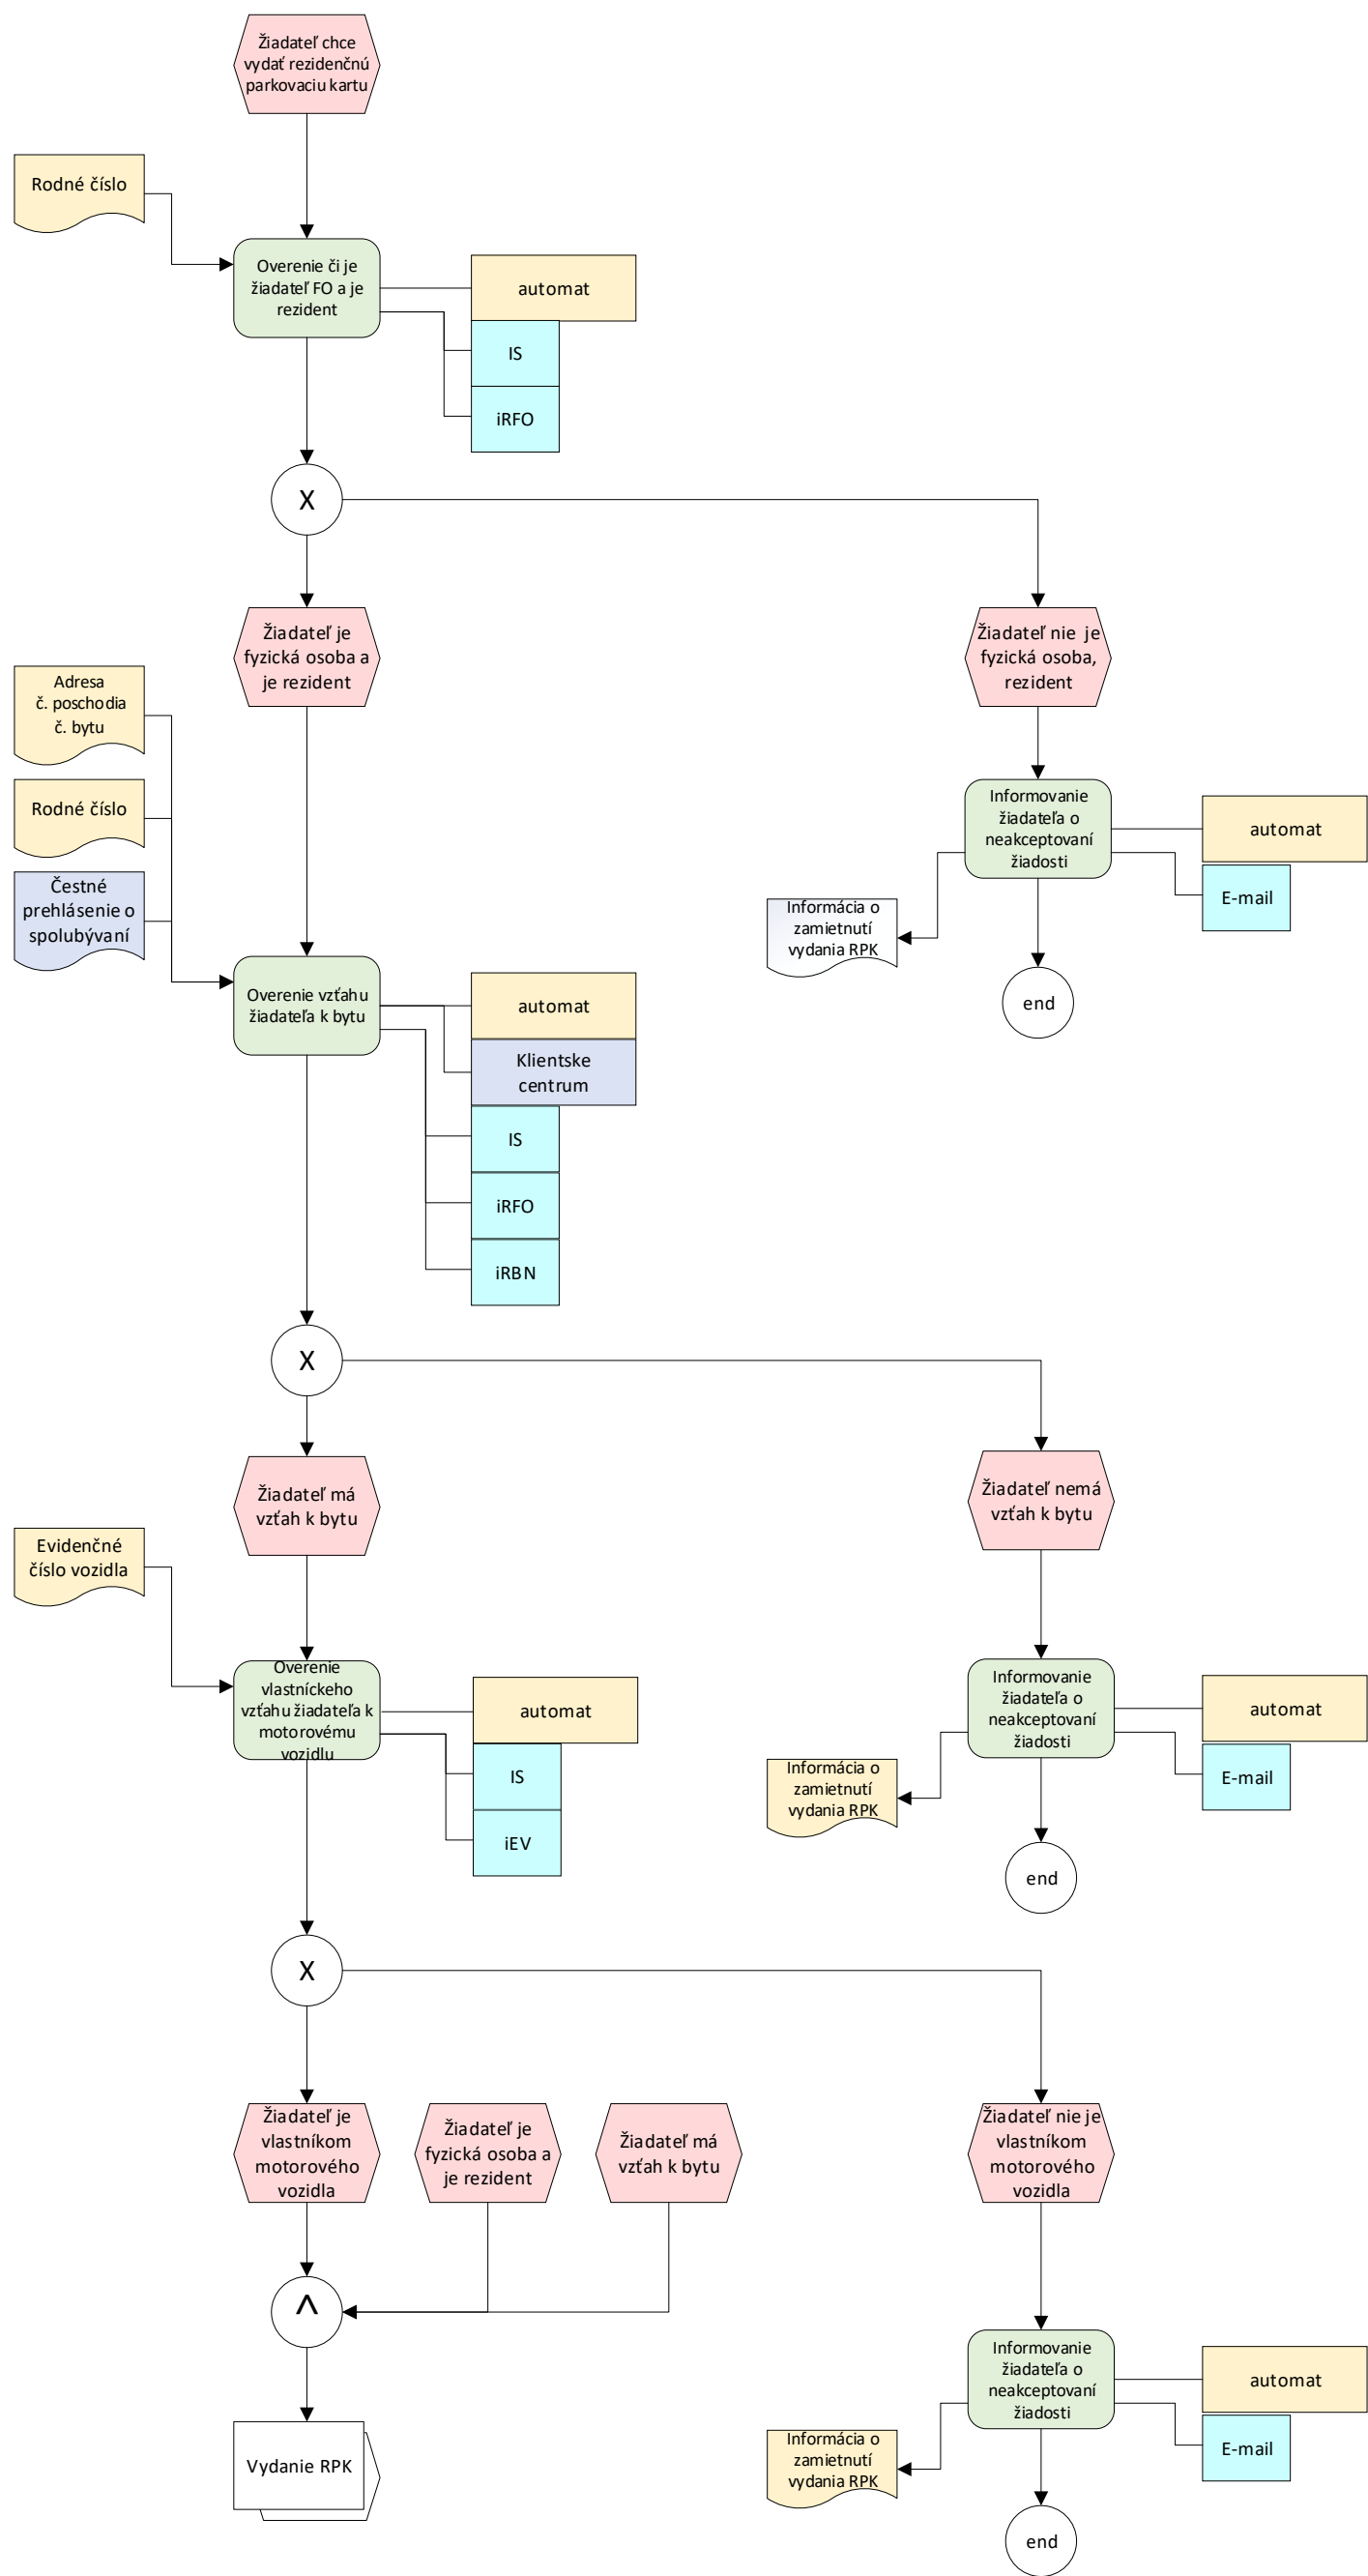 Žiadateľ chce
vydať rezidenčnú
parkovaciu kartu
Rodné číslo
Overenie či je
žiadateľ FO a je
rezident
automat
IS
iRFO
X
Žiadateľ je
fyzická osoba a
je rezident
Žiadateľ nie je
fyzická osoba,
rezident
Adresa
č. poschodia
č. bytu
Rodné číslo
Čestné
prehlásenie o
spolubývaní
Informovanie
žiadateľa o
neakceptovaní
žiadosti
automat
E-mail
Informácia o
zamietnutí
vydania RPK
end
Overenie vzťahu
žiadateľa k bytu
automat
Klientske
centrum
IS
iRFO
iRBN
X
Žiadateľ má
vzťah k bytu
Žiadateľ nemá
vzťah k bytu
Evidenčné
číslo vozidla
Overenie
vlastníckeho
vzťahu žiadateľa k
motorovému
vozidlu
automat
IS
iEV
Informovanie
žiadateľa o
neakceptovaní
žiadosti
automat
E-mail
Informácia o
zamietnutí
vydania RPK
end
X
Žiadateľ je
vlastníkom
motorového
vozidla
Žiadateľ je
fyzická osoba a
je rezident
Žiadateľ má
vzťah k bytu
Žiadateľ nie je
vlastníkom
motorového
vozidla
^
Vydanie RPK
Informovanie
žiadateľa o
neakceptovaní
žiadosti
automat
E-mail
Informácia o
zamietnutí
vydania RPK
end